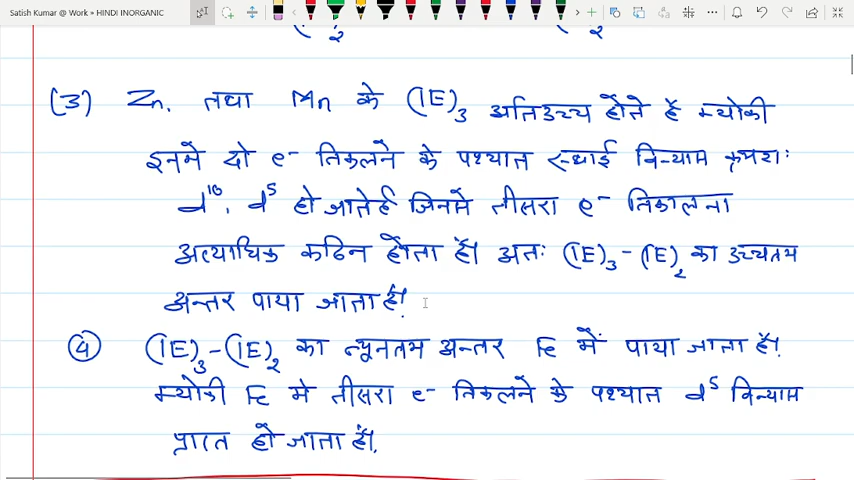 Satish Kumar @ Work » HINDI INORGANIC
2 2
(3) Zn, तथा Mn के (IE)3 अतिउच्च होते है क्योकी
इनमे दो e- निकलने के पश्चात स्थाई विन्यास क्रमशः
d10, d5 हो जातेहै जिनमे तीसरा e- निकालना
अत्याधिक कठिन होता है। अतः (IE)3-(IE)2 का उच्चतम
अन्तर पाया जाता है।
(4) (IE)3-(IE)2 का न्यूनतम अन्तर Fe में पाया जाता है।
क्योकी Fe मे तीसरा e- निकलने के पश्चात d5 विन्यास
प्राप्त हो जाता है।